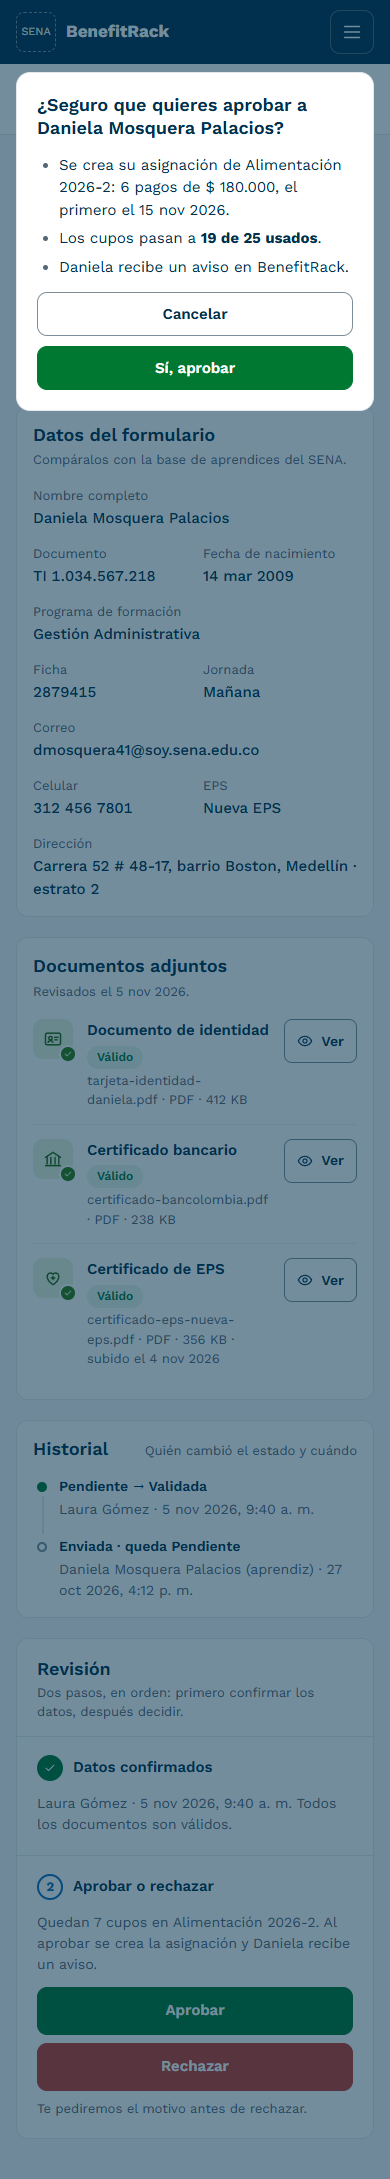 SENA
BenefitRack
¿Seguro que quieres aprobar a
Daniela Mosquera Palacios?
• Se crea su asignación de Alimentación
2026-2: 6 pagos de $ 180.000, el
primero el 15 nov 2026.
• Los cupos pasan a 19 de 25 usados.
• Daniela recibe un aviso en BenefitRack.
Cancelar
Sí, aprobar
Datos del formulario
Compáralos con la base de aprendices del SENA.
Nombre completo
Daniela Mosquera Palacios
Documento
TI 1.034.567.218
Fecha de nacimiento
14 mar 2009
Programa de formación
Gestión Administrativa
Ficha
2879415
Jornada
Mañana
Correo
dmosquera41@soy.sena.edu.co
Celular
312 456 7801
EPS
Nueva EPS
Dirección
Carrera 52 # 48-17, barrio Boston, Medellín ·
estrato 2
Documentos adjuntos
Revisados el 5 nov 2026.
Documento de identidad
Válido
tarjeta-identidad-
daniela.pdf · PDF · 412 KB
Ver
Certificado bancario
Válido
certificado-bancolombia.pdf
· PDF · 238 KB
Ver
Certificado de EPS
Válido
certificado-eps-nueva-
eps.pdf · PDF · 356 KB ·
subido el 4 nov 2026
Ver
Historial
Quién cambió el estado y cuándo
Pendiente → Validada
Laura Gómez · 5 nov 2026, 9:40 a. m.
Enviada · queda Pendiente
Daniela Mosquera Palacios (aprendiz) · 27
oct 2026, 4:12 p. m.
Revisión
Dos pasos, en orden: primero confirmar los
datos, después decidir.
Datos confirmados
Laura Gómez · 5 nov 2026, 9:40 a. m. Todos
los documentos son válidos.
2
Aprobar o rechazar
Quedan 7 cupos en Alimentación 2026-2. Al
aprobar se crea la asignación y Daniela recibe
un aviso.
Aprobar
Rechazar
Te pediremos el motivo antes de rechazar.